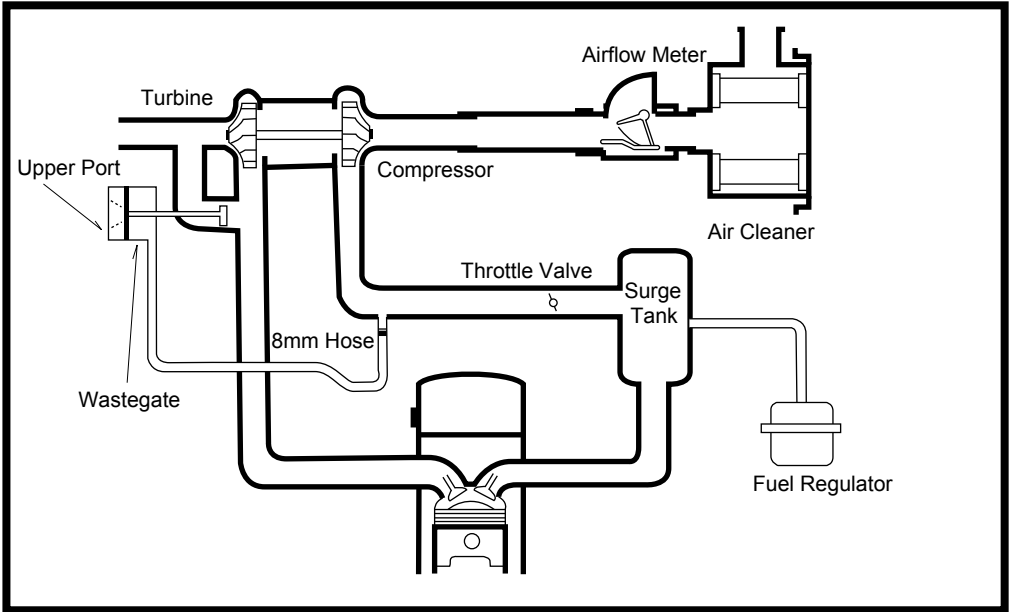 Airflow Meter
Turbine
Upper Port
Compressor
Air Cleaner
Throttle Valve
Surge
Tank
8mm Hose
Wastegate
Fuel Regulator